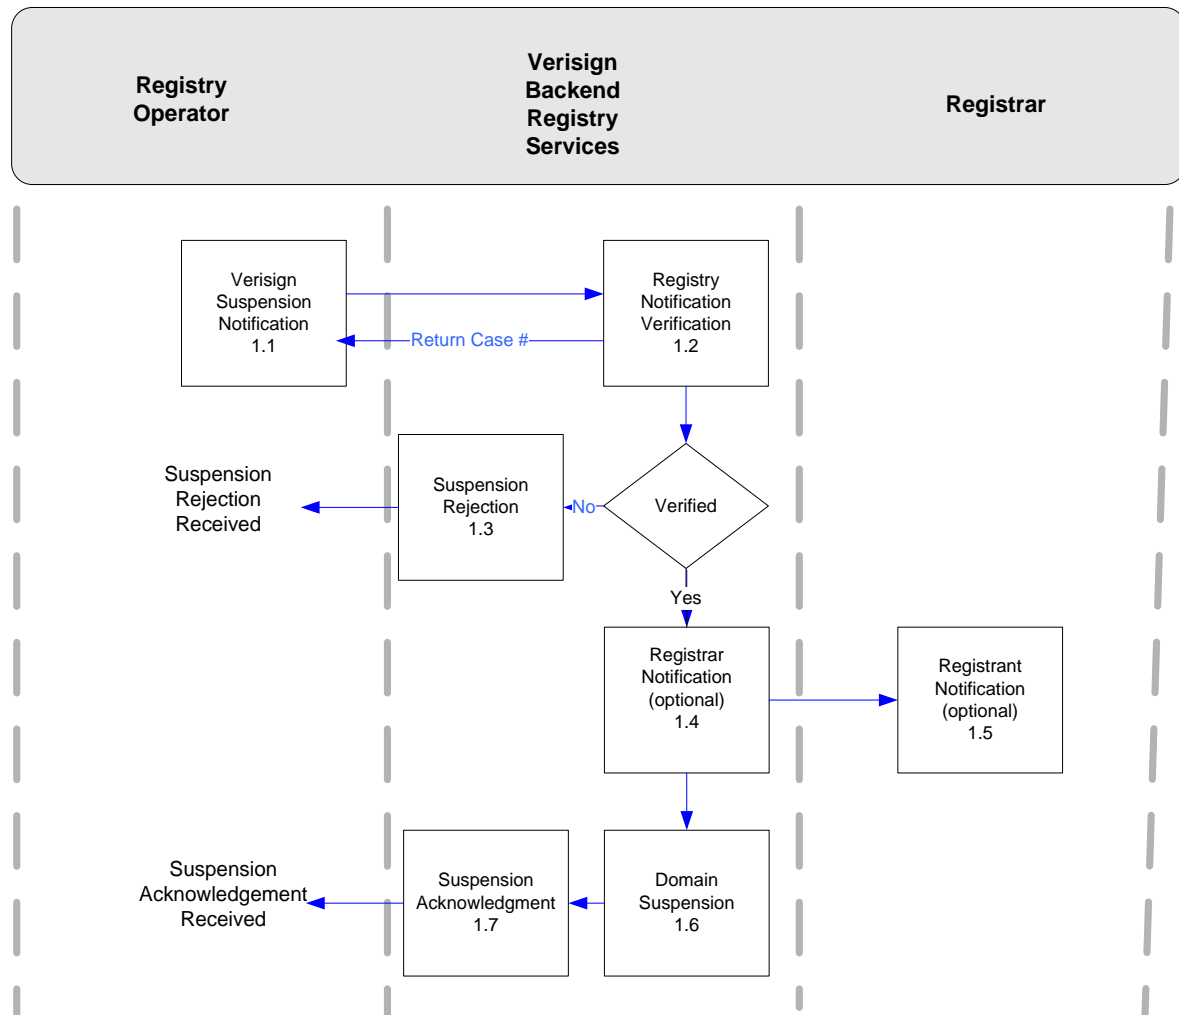 Registry
Operator
Verisign
Backend
Registry
Services
Registrar
Verisign
Suspension
Notification
1.1
Return Case #
Registry
Notification
Verification
1.2
Suspension
Rejection
Received
Suspension
Rejection
1.3
No
Verified
Yes
Registrar
Notification
(optional)
1.4
Registrant
Notification
(optional)
1.5
Suspension
Acknowledgement
Received
Suspension
Acknowledgment
1.7
Domain
Suspension
1.6